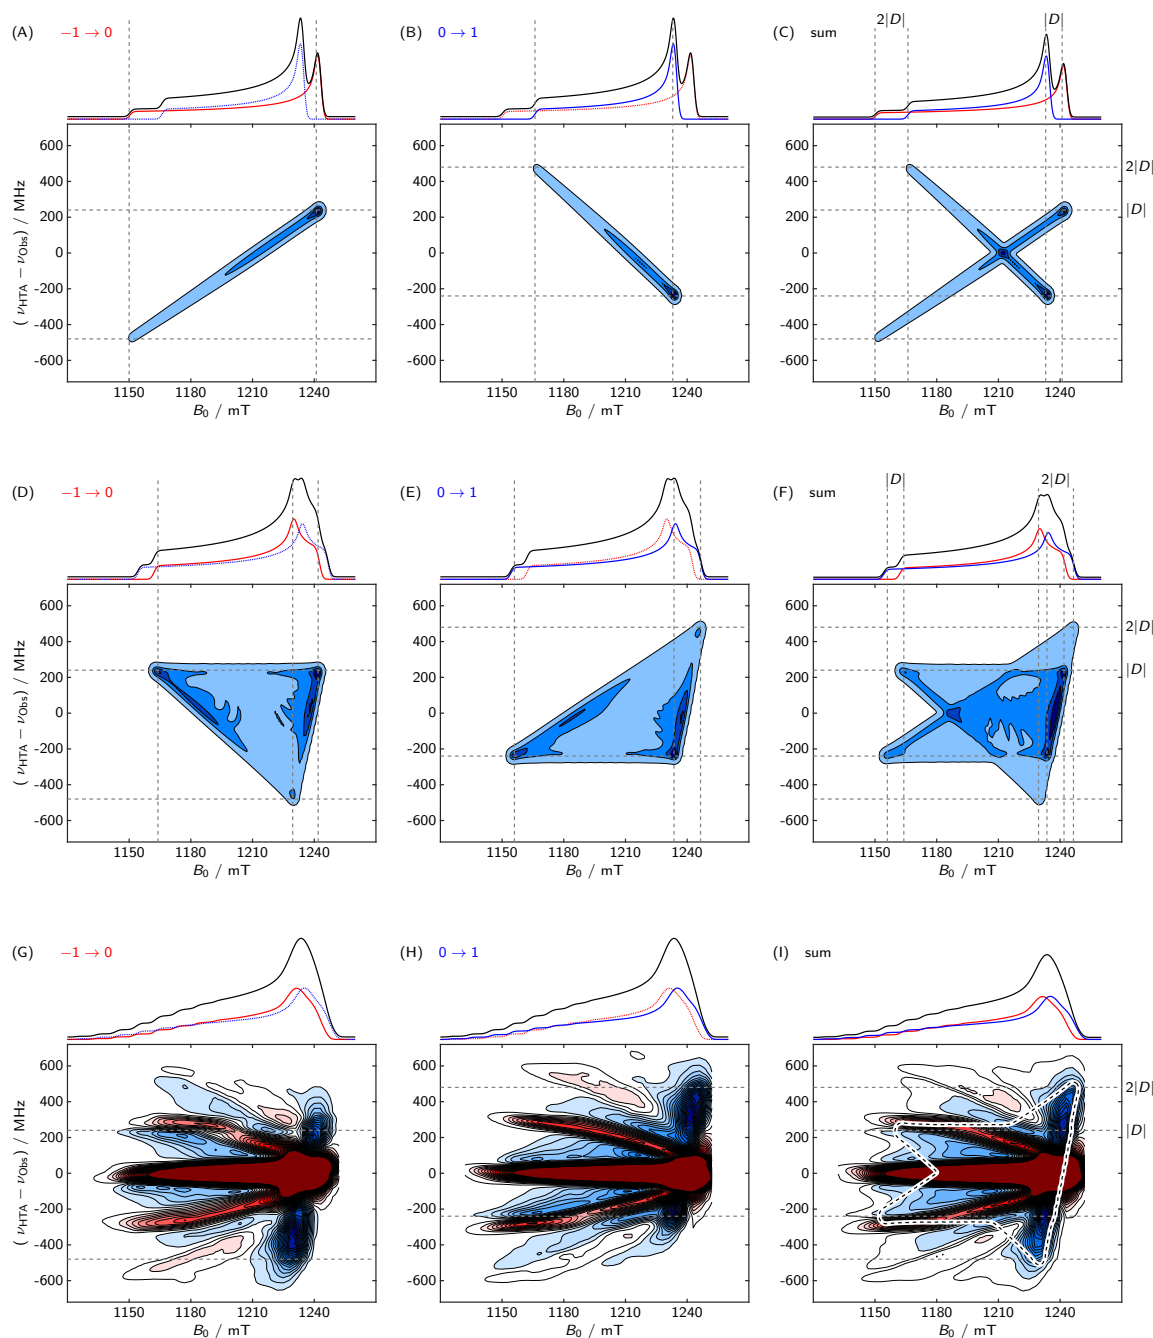 (A) −1 → 0
(B) 0 → 1
(C) sum
2|D| |D|
( νHTA − νObs) / MHz
600
400
200
0
-200
-400
-600
1150 1180 1210 1240
B0 / mT
600
400
200
0
-200
-400
-600
1150 1180 1210 1240
B0 / mT
600
400
200
0
-200
-400
-600
1150 1180 1210 1240
B0 / mT
2|D|
|D|
(D) −1 → 0
(E) 0 → 1
(F) sum
|D| 2|D|
( νHTA − νObs) / MHz
600
400
200
0
-200
-400
-600
1150 1180 1210 1240
B0 / mT
600
400
200
0
-200
-400
-600
1150 1180 1210 1240
B0 / mT
600
400
200
0
-200
-400
-600
1150 1180 1210 1240
B0 / mT
2|D|
|D|
(G) −1 → 0
(H) 0 → 1
(I) sum
( νHTA − νObs) / MHz
600
400
200
0
-200
-400
-600
1150 1180 1210 1240
B0 / mT
600
400
200
0
-200
-400
-600
1150 1180 1210 1240
B0 / mT
600
400
200
0
-200
-400
-600
1150 1180 1210 1240
B0 / mT
2|D|
|D|